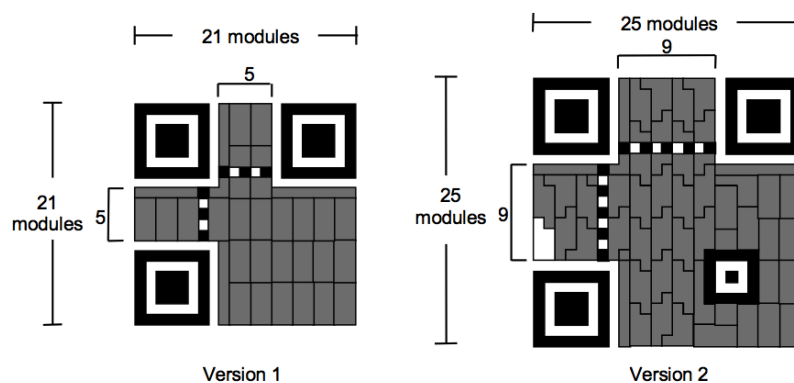 21 modules
5
21
modules
5
Version 1
25 modules
9
25
modules
9
Version 2